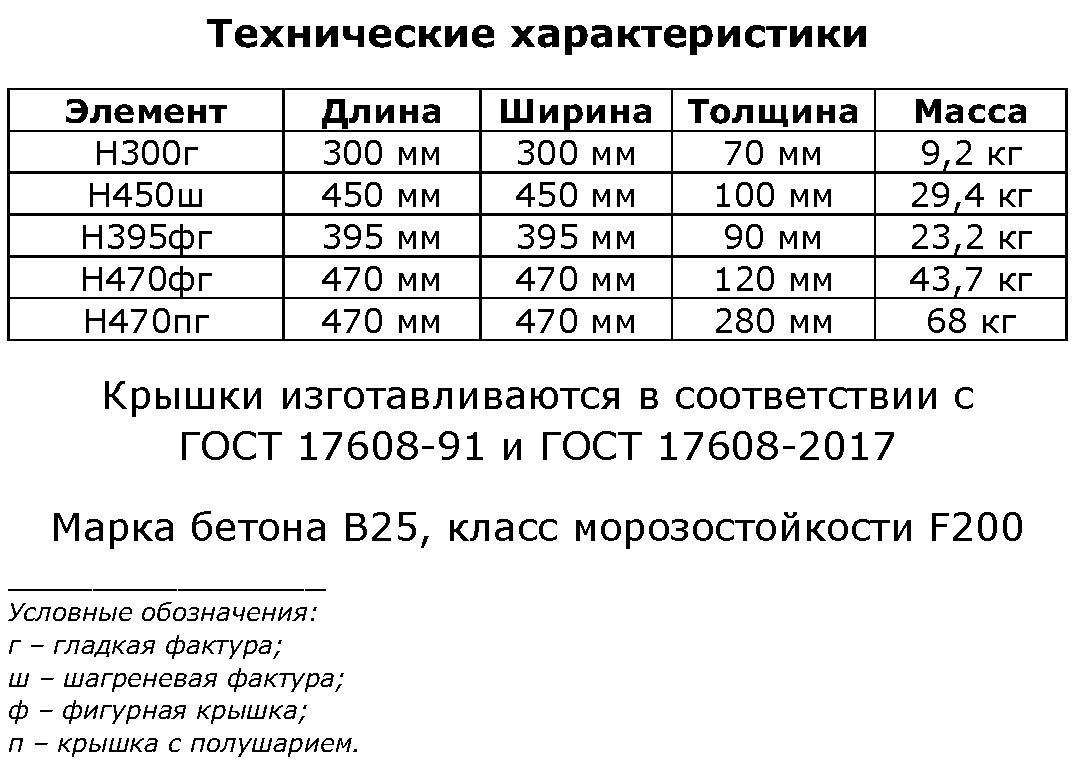 Технические характеристики
Элемент Длина Ширина Толщина Масса
Н300г 300 мм 300 мм 70 мм 9,2 кг
Н450ш 450 мм 450 мм 100 мм 29,4 кг
Н395фг 395 мм 395 мм 90 мм 23,2 кг
Н470фг 470 мм 470 мм 120 мм 43,7 кг
Н470пг 470 мм 470 мм 280 мм 68 кг
Крышки изготавливаются в соответствии с
ГОСТ 17608-91 и ГОСТ 17608-2017
Марка бетона В25, класс морозостойкости F200
Условные обозначения:
г – гладкая фактура;
ш – шагреневая фактура;
ф – фигурная крышка;
п – крышка с полушарием.